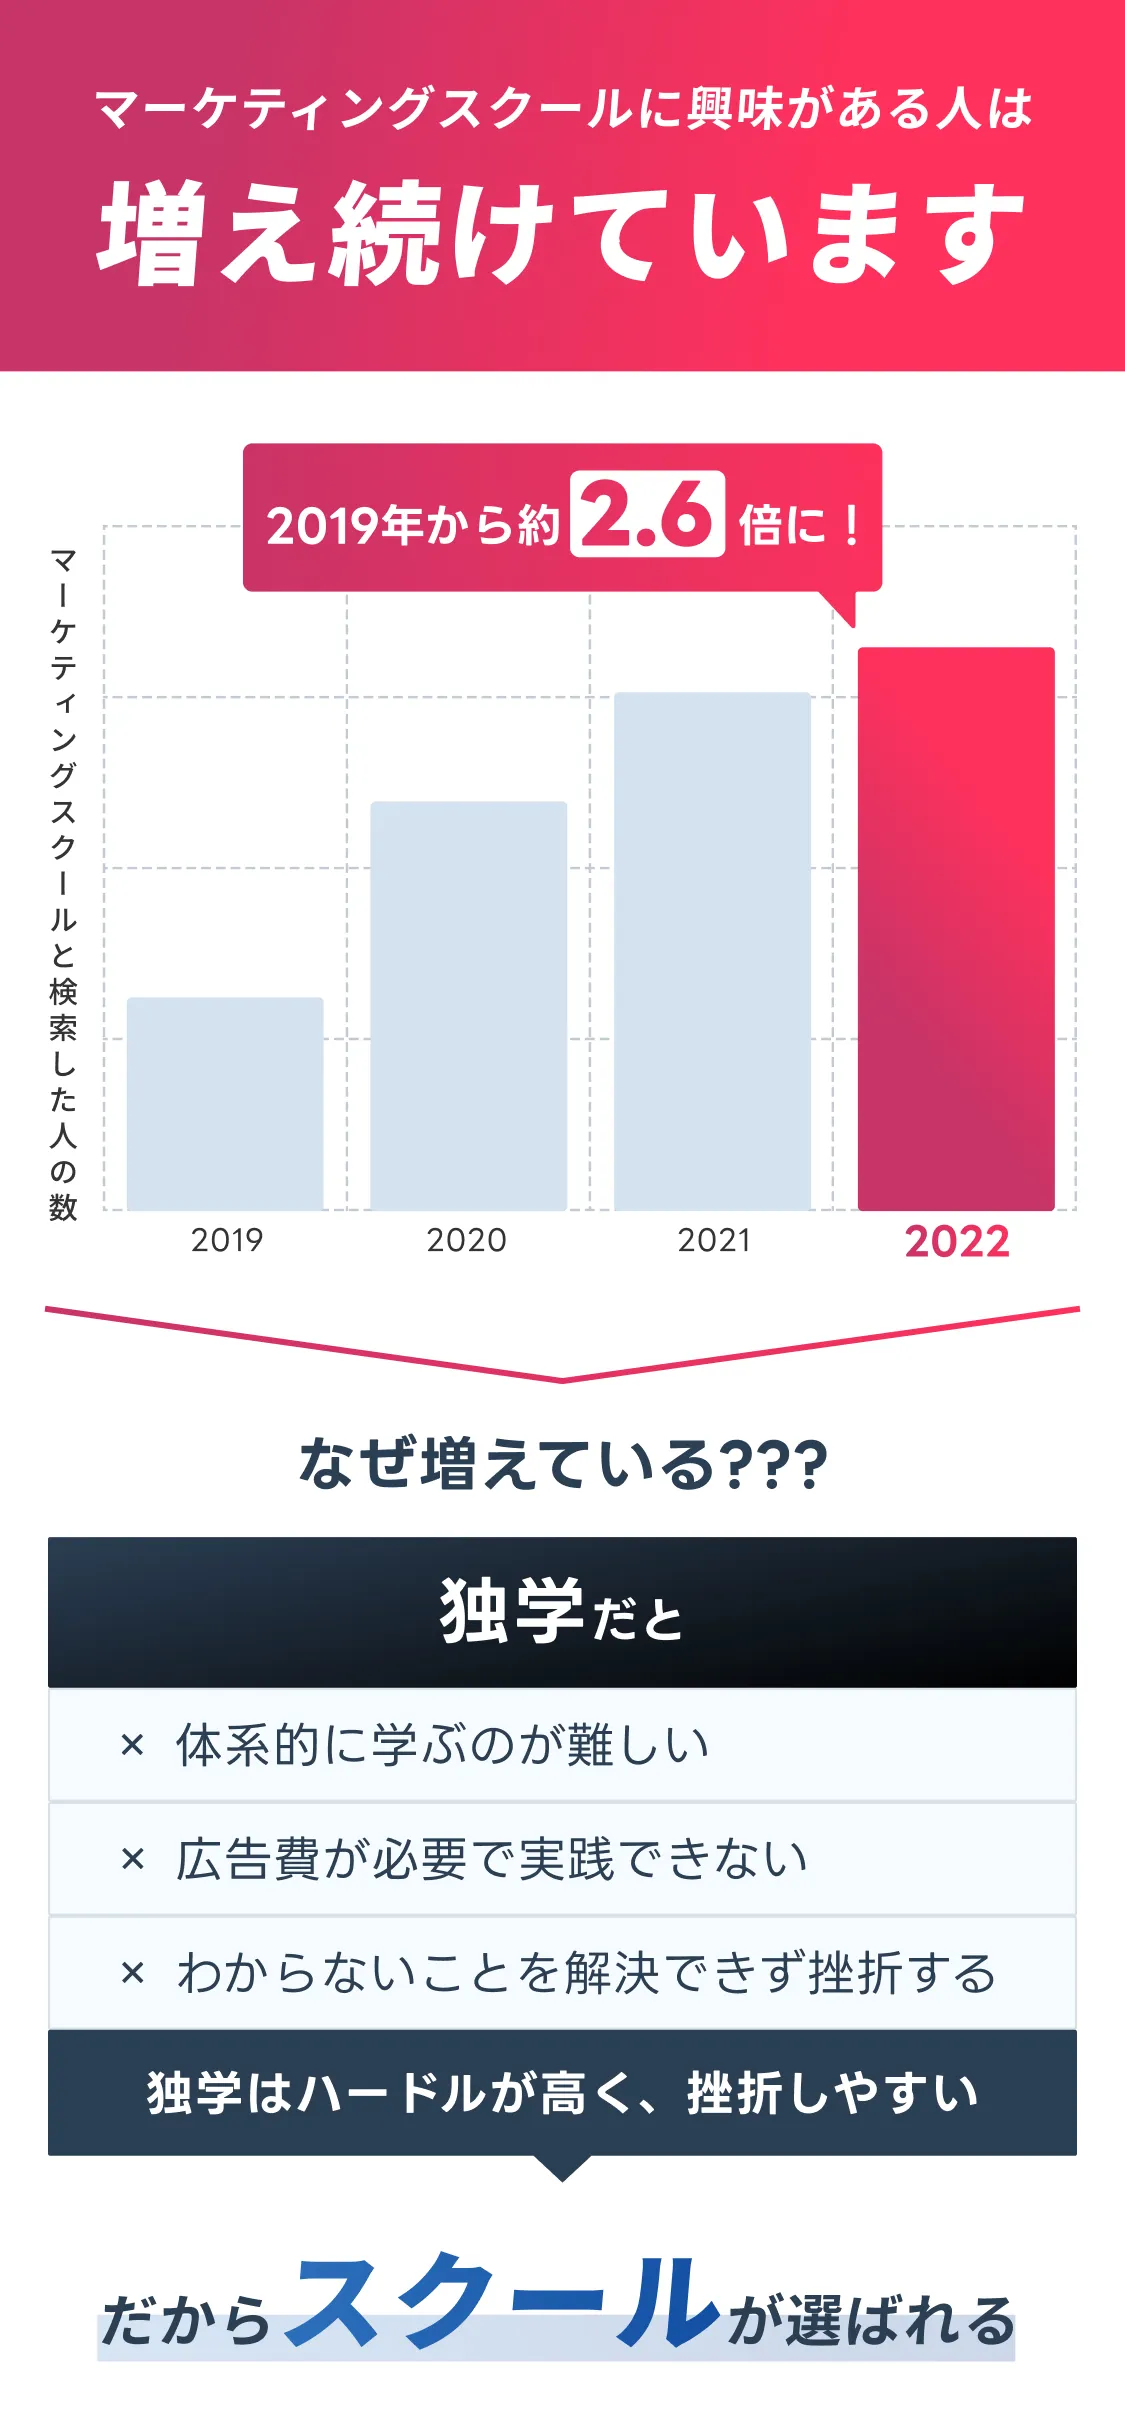 マーケティングスクールに興味がある人は
増え続けています
2019年から約2.6倍に！
マーケティングスクールと検索した人の数
2019
2020
2021
2022
なぜ増えている???
独学だと
× 体系的に学ぶのが難しい
× 広告費が必要で実践できない
× わからないことを解決できず挫折する
独学はハードルが高く、挫折しやすい
だからスクールが選ばれる